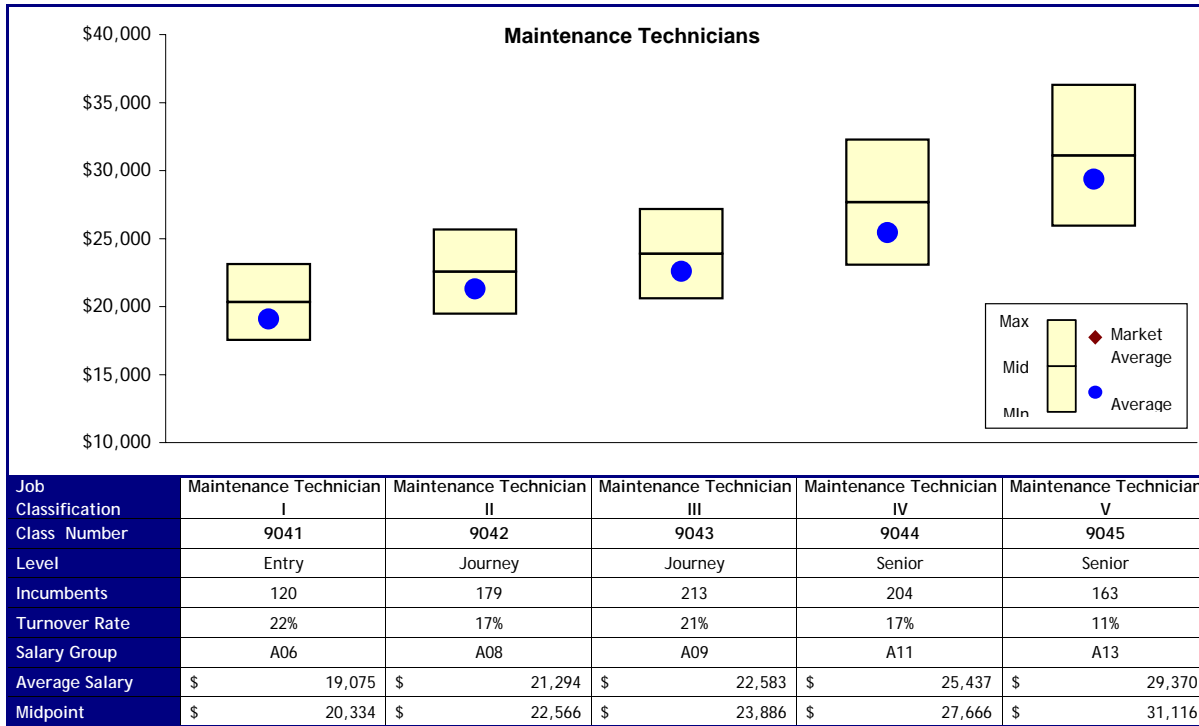 Maintenance Technicians
$40,000
$35,000
$30,000
$25,000
$20,000
$15,000
$10,000
Max
Mid
MIn
Market
Average
Average
Job Classification Maintenance Technician I Maintenance Technician II Maintenance Technician III Maintenance Technician IV Maintenance Technician V
Class Number 9041 9042 9043 9044 9045
Level Entry Journey Journey Senior Senior
Incumbents 120 179 213 204 163
Turnover Rate 22% 17% 21% 17% 11%
Salary Group A06 A08 A09 A11 A13
Average Salary $ 19,075 $ 21,294 $ 22,583 $ 25,437 $ 29,370
Midpoint $ 20,334 $ 22,566 $ 23,886 $ 27,666 $ 31,116